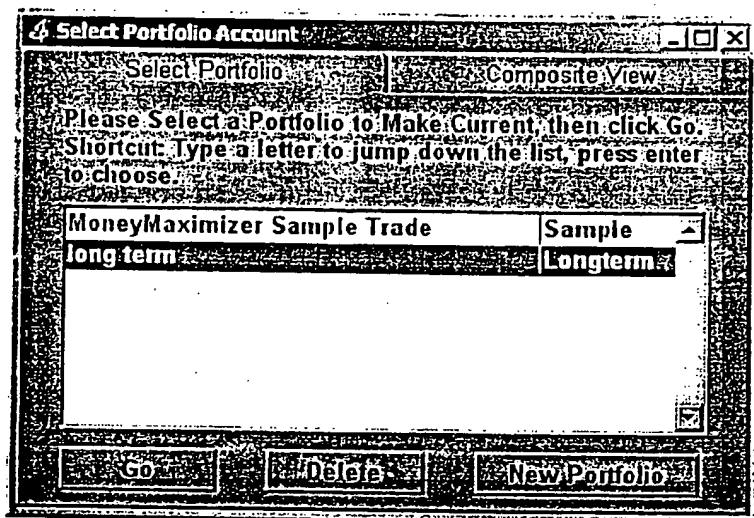 Select Portfolio Account
Select Portfolio Composite View
Please Select a Portfolio to Make Current, then click Go.
Shortcut: Type a letter to jump down the list, press enter
to choose.
MoneyMaximizer Sample Trade Sample
long term Longterm
Go Delete New Portfolio